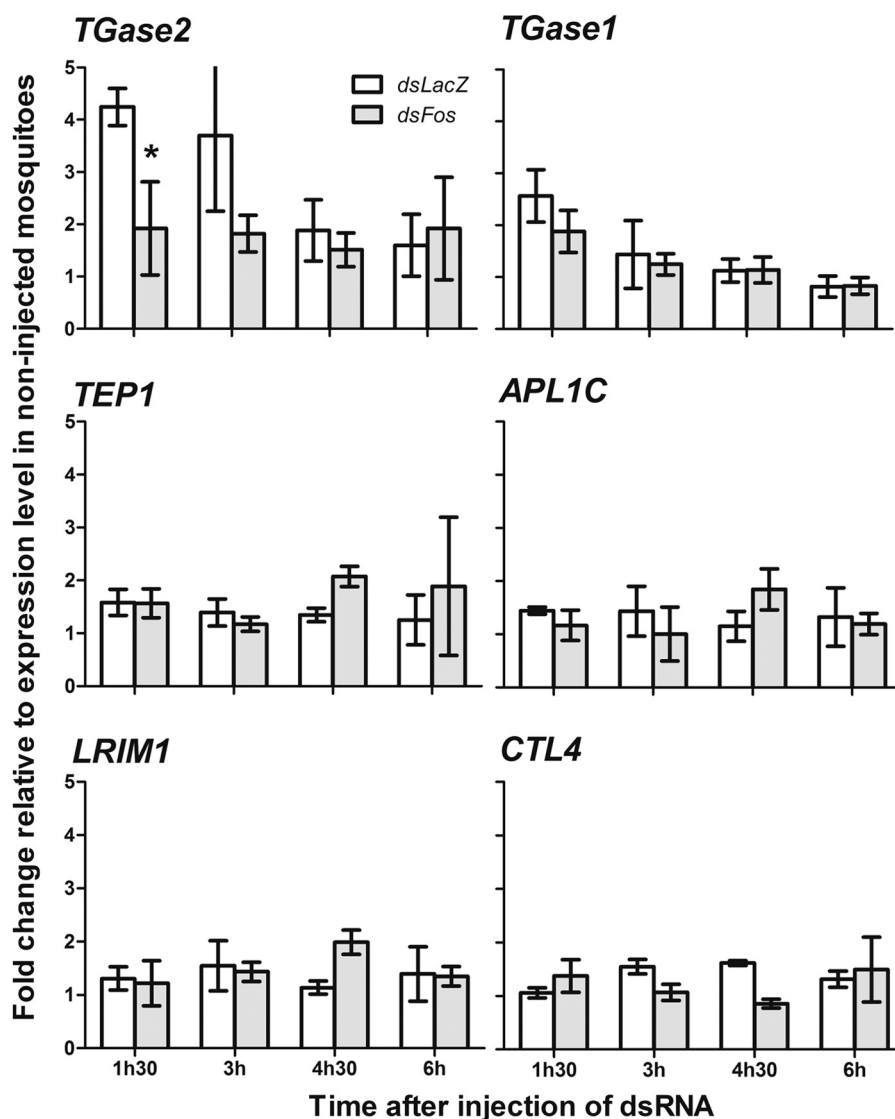 TGase2
TGase1
Fold change relative to expression level in non-injected mosquitoes
5
4
3
2
1
0
*
dsLacZ
dsFos
TEP1
APL1C
5
4
3
2
1
0
LRIM1
CTL4
5
4
3
2
1
0
1h30 3h 4h30 6h
1h30 3h 4h30 6h
Time after injection of dsRNA